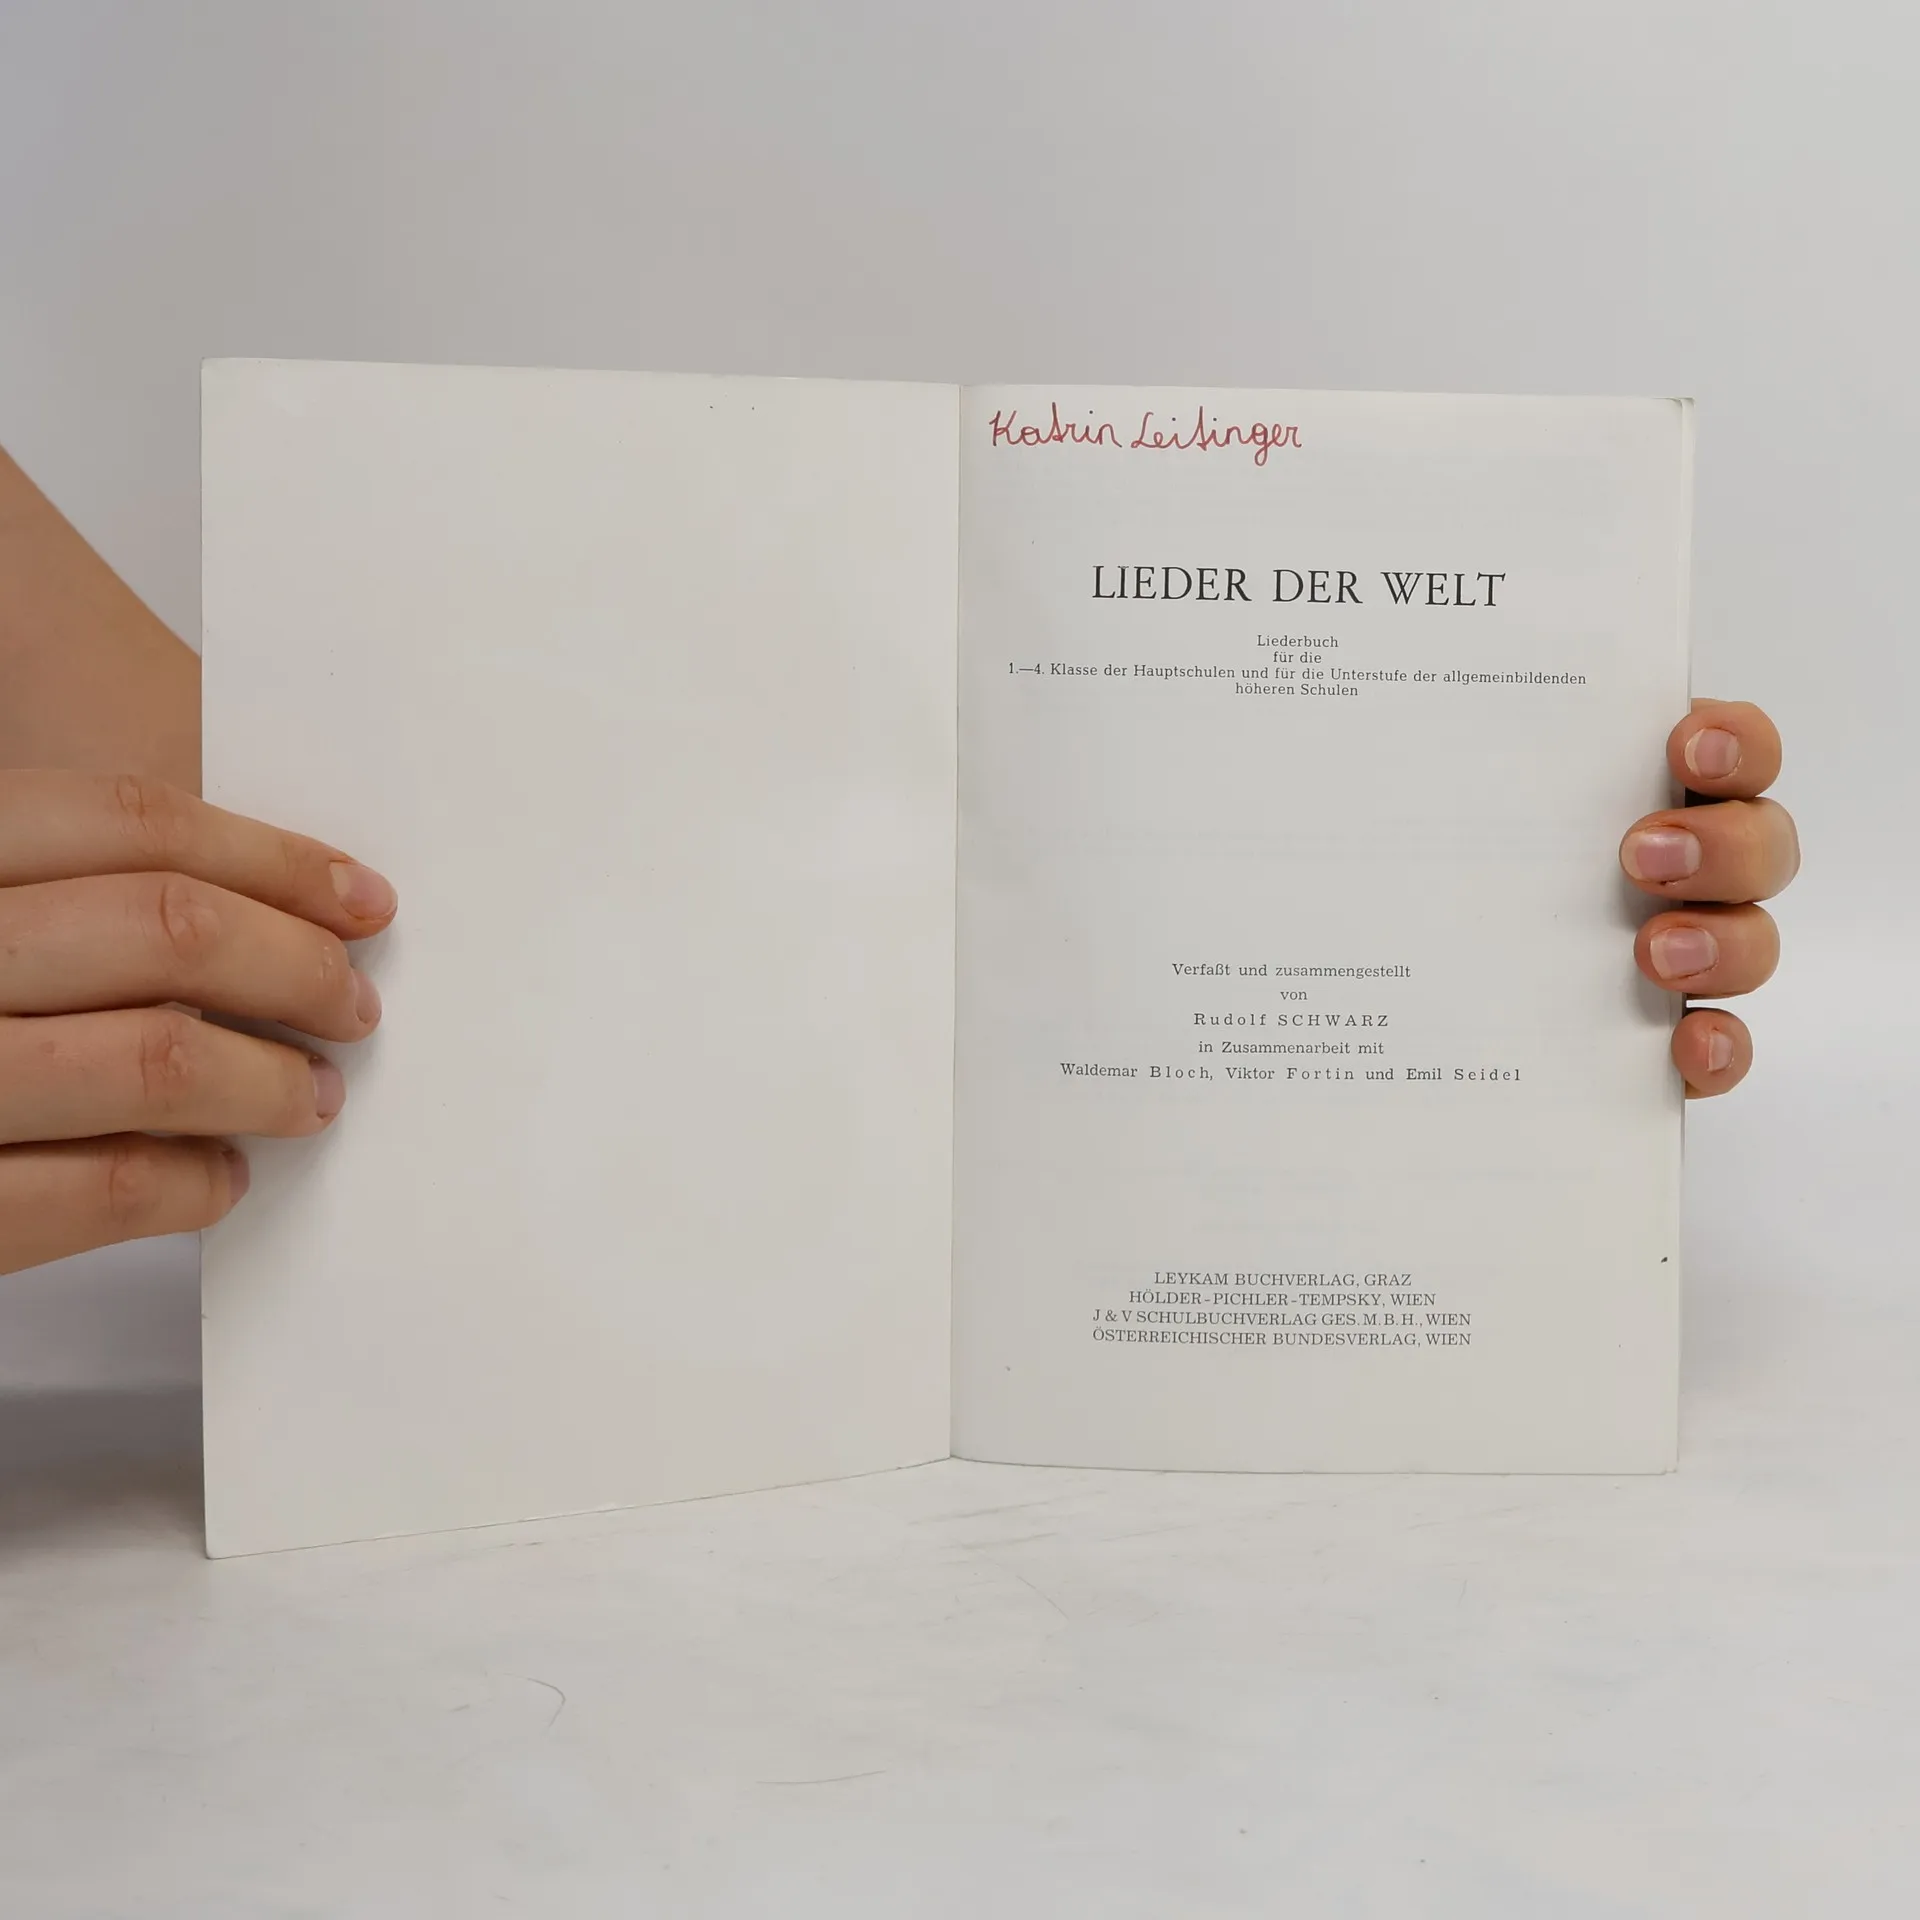 Katrin Leitinger
LIEDER DER WELT
Liederbuch
für die
1.—4. Klasse der Hauptschulen und für die Unterstufe der allgemeinbildenden
höheren Schulen
Verfaßt und zusammengestellt
von
Rudolf SCHWARZ
in Zusammenarbeit mit
Waldemar Bloch, Viktor Fortin und Emil Seidel
LEYKAM BUCHVERLAG, GRAZ
HÖLDER-PICHLER-TEMPSKY, WIEN
J & V SCHULBUCHVERLAG GES. M. B. H., WIEN
ÖSTERREICHISCHER BUNDESVERLAG, WIEN